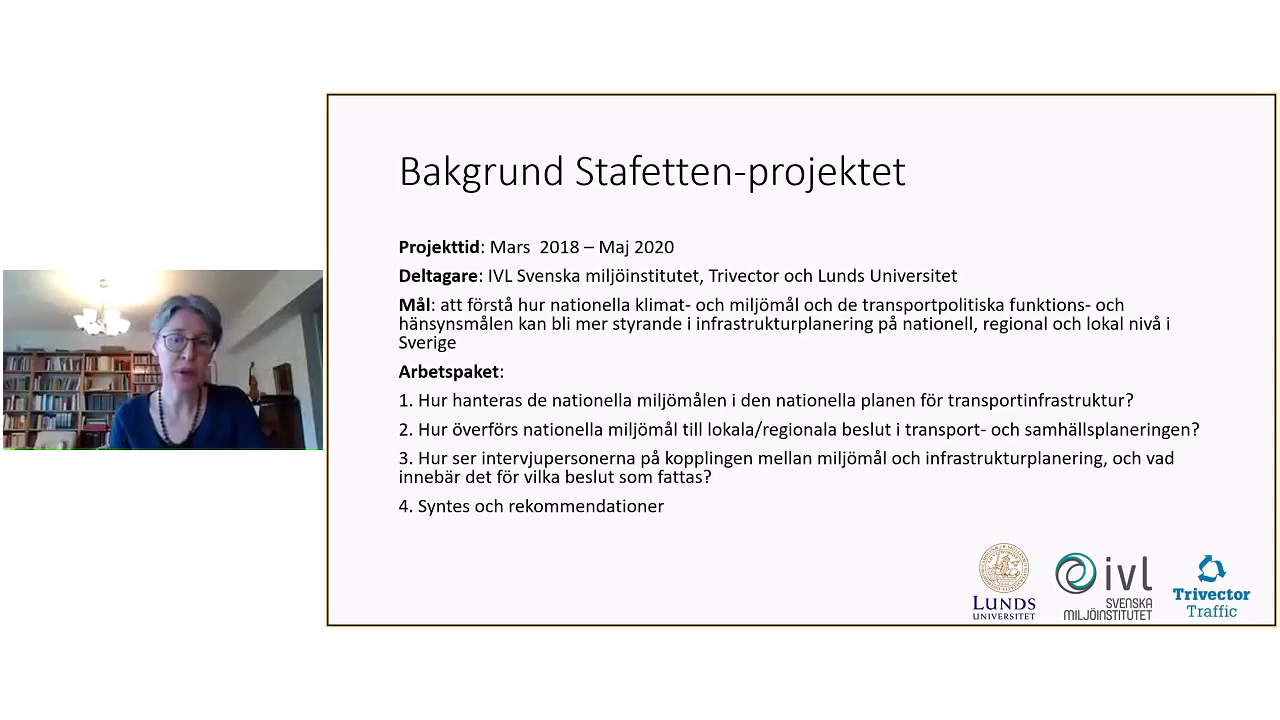 Bakgrund Stafetten-projektet
Projekttid: Mars 2018 – Maj 2020
Deltagare: IVL Svenska miljöinstitutet, Trivector och Lunds Universitet
Mål: att förstå hur nationella klimat- och miljömål och de transportpolitiska funktions- och
hänsynsmålen kan bli mer styrande i infrastrukturplanering på nationell, regional och lokal nivå i
Sverige
Arbetspaket:
1. Hur hanteras de nationella miljömålen i den nationella planen för transportinfrastruktur?
2. Hur överförs nationella miljömål till lokala/regionala beslut i transport- och samhällsplaneringen?
3. Hur ser intervjupersonerna på kopplingen mellan miljömål och infrastrukturplanering, och vad
innebär det för vilka beslut som fattas?
4. Syntes och rekommendationer
LUNDS
UNIVERSITET
ivl
SVENSKA
MILJÖINSTITUTET
Trivector
Traffic